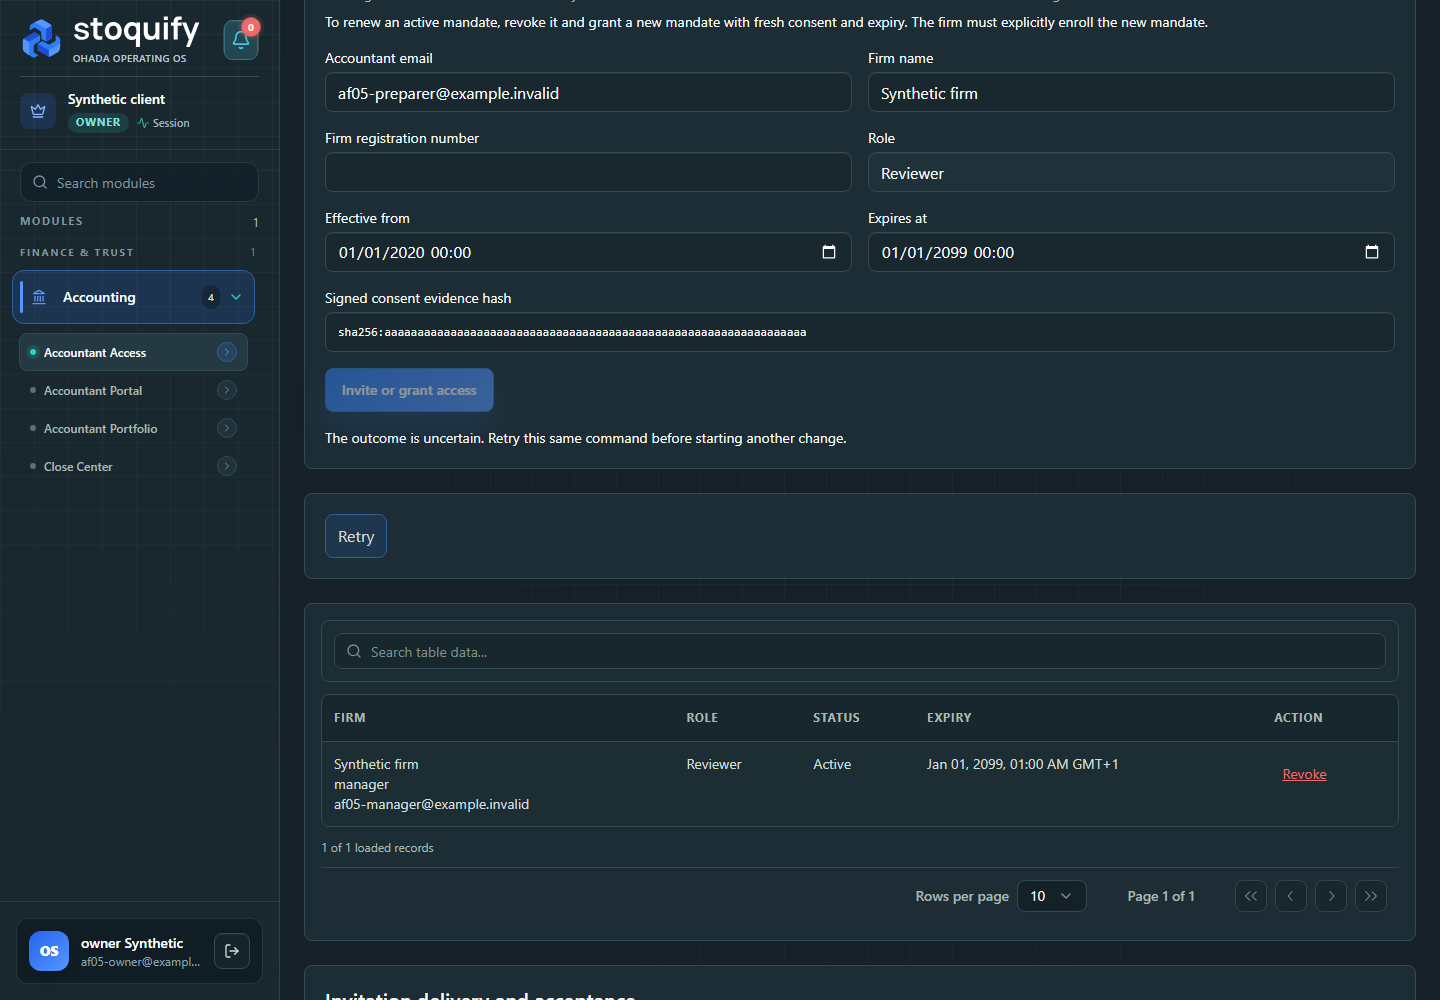 stoquify
OHADA OPERATING OS
0
Synthetic client
OWNER
Session
Search modules
MODULES
1
FINANCE & TRUST
1
Accounting
4
Accountant Access
Accountant Portal
Accountant Portfolio
Close Center
OS
owner Synthetic
af05-owner@exampl...
To renew an active mandate, revoke it and grant a new mandate with fresh consent and expiry. The firm must explicitly enroll the new mandate.
Accountant email
Firm name
af05-preparer@example.invalid
Synthetic firm
Firm registration number
Role
Reviewer
Effective from
Expires at
01/01/2020 00:00
01/01/2099 00:00
Signed consent evidence hash
sha256:aaaaaaaaaaaaaaaaaaaaaaaaaaaaaaaaaaaaaaaaaaaaaaaaaaaaaaaaaaaaaaaa
Invite or grant access
The outcome is uncertain. Retry this same command before starting another change.
Retry
Search table data...
FIRM
ROLE
STATUS
EXPIRY
ACTION
Synthetic firm
manager
af05-manager@example.invalid
Reviewer
Active
Jan 01, 2099, 01:00 AM GMT+1
Revoke
1 of 1 loaded records
Rows per page
10
Page 1 of 1
Invitation delivery and acceptance